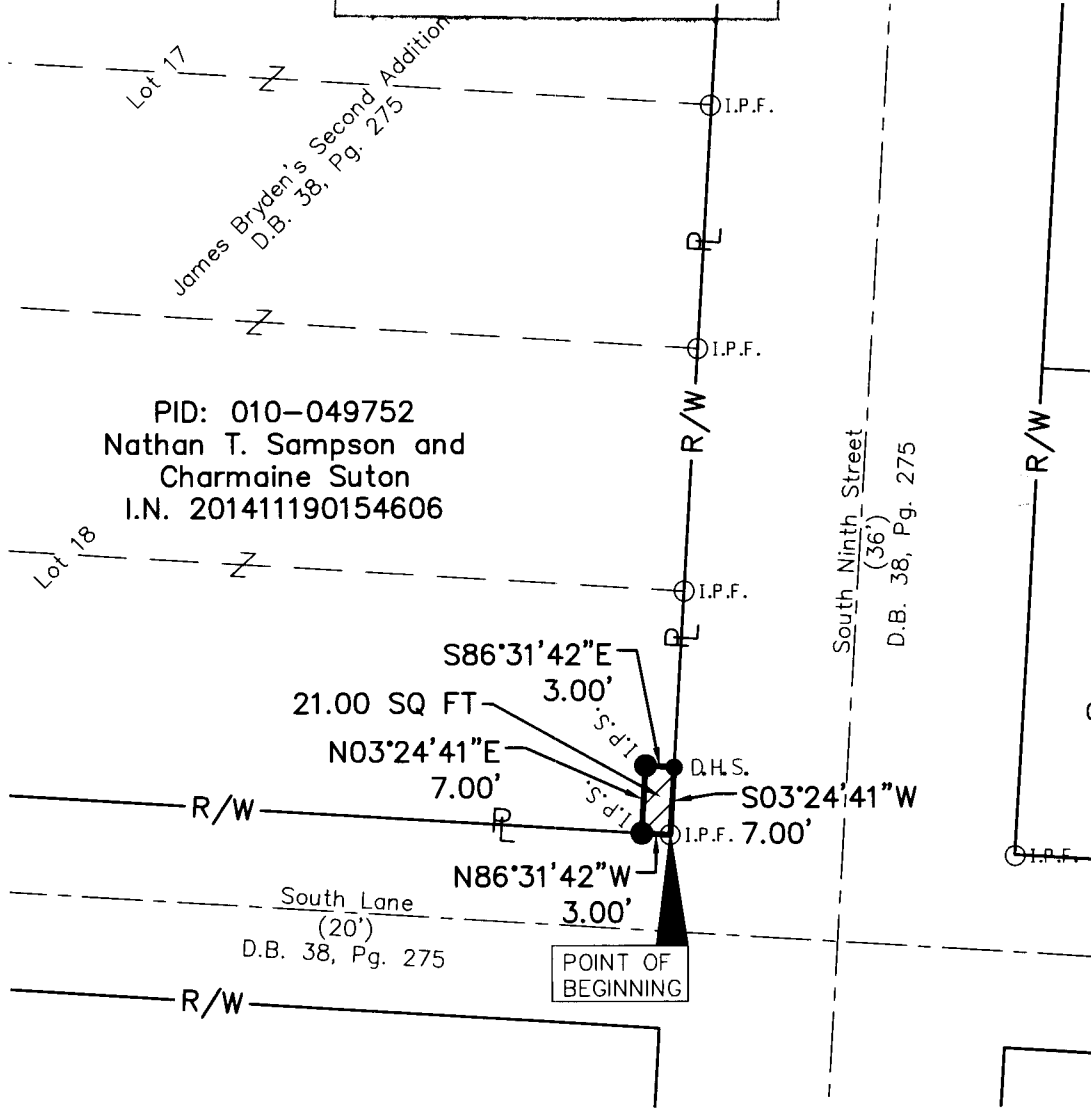 Lot 17
James Bryden's Second Addition
D.B. 38, Pg. 275
I.P.F.
PL
I.P.F.
PID: 010-049752
Nathan T. Sampson and
Charmaine Suton
I.N. 201411190154606
R/W
R/W
South Ninth Street
(36')
D.B. 38, Pg. 275
Lot 18
I.P.F.
PL
S86°31'42"E
3.00'
21.00 SQ FT
I.P.S.
N03°24'41"E
7.00'
D.H.S.
I.P.S.
S03°24'41"W
7.00'
R/W
PL
I.P.F.
I.P.F.
N86°31'42"W
3.00'
South Lane
(20')
D.B. 38, Pg. 275
POINT OF
BEGINNING
R/W